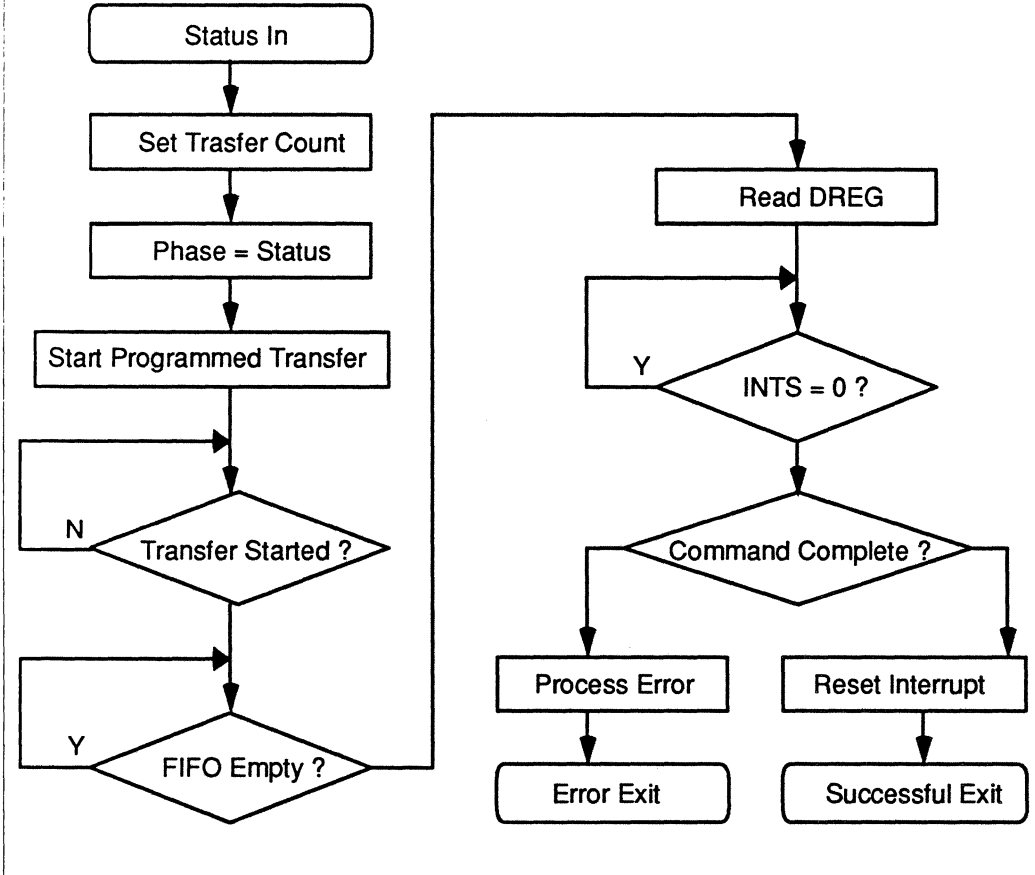 Status In
Set Trasfer Count
Phase = Status
Start Programmed Transfer
N
Transfer Started ?
Y
FIFO Empty ?
Read DREG
Y
INTS = 0 ?
Command Complete ?
Process Error
Reset Interrupt
Error Exit
Successful Exit